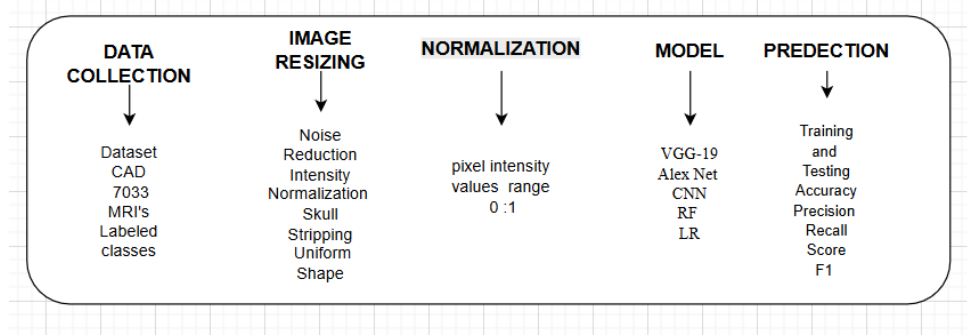 DATA
COLLECTION
Dataset
CAD
7033
MRI's
Labeled
classes
IMAGE
RESIZING
Noise
Reduction
Intensity
Normalization
Skull
Stripping
Uniform
Shape
NORMALIZATION
pixel intensity
values range
0 :1
MODEL
VGG-19
Alex Net
CNN
RF
LR
PREDECTION
Training
and
Testing
Accuracy
Precision
Recall
Score
F1